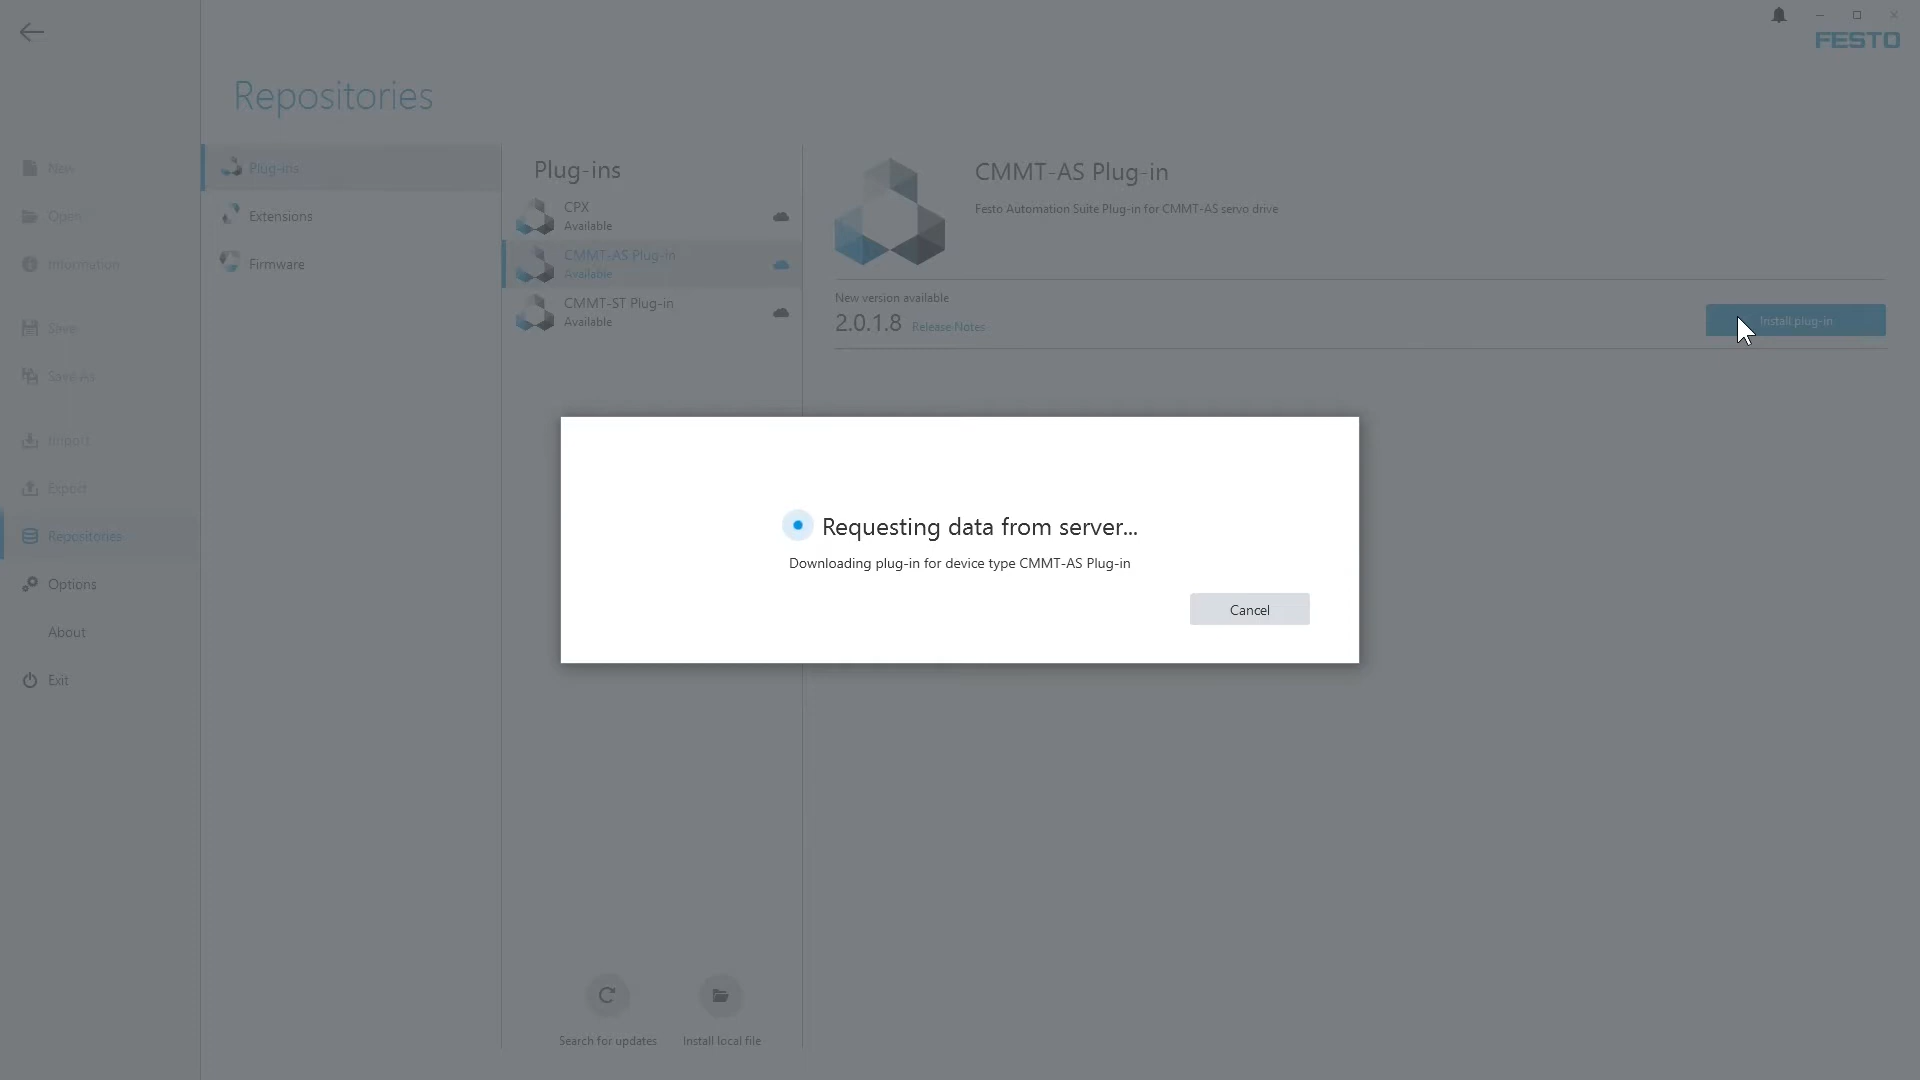 FESTO
Repositories
New
Open
Information
Save
Save As
Import
Export
Repositories
Options
About
Exit
Plug-ins
Extensions
Firmware
Plug-ins
CPX
Available
CMMT-AS Plug-in
Available
CMMT-ST Plug-in
Available
Search for updates
Install local file
CMMT-AS Plug-in
Festo Automation Suite Plug-in for CMMT-AS servo drive
New version available
2.0.1.8 Release Notes
Install plug-in
Requesting data from server...
Downloading plug-in for device type CMMT-AS Plug-in
Cancel